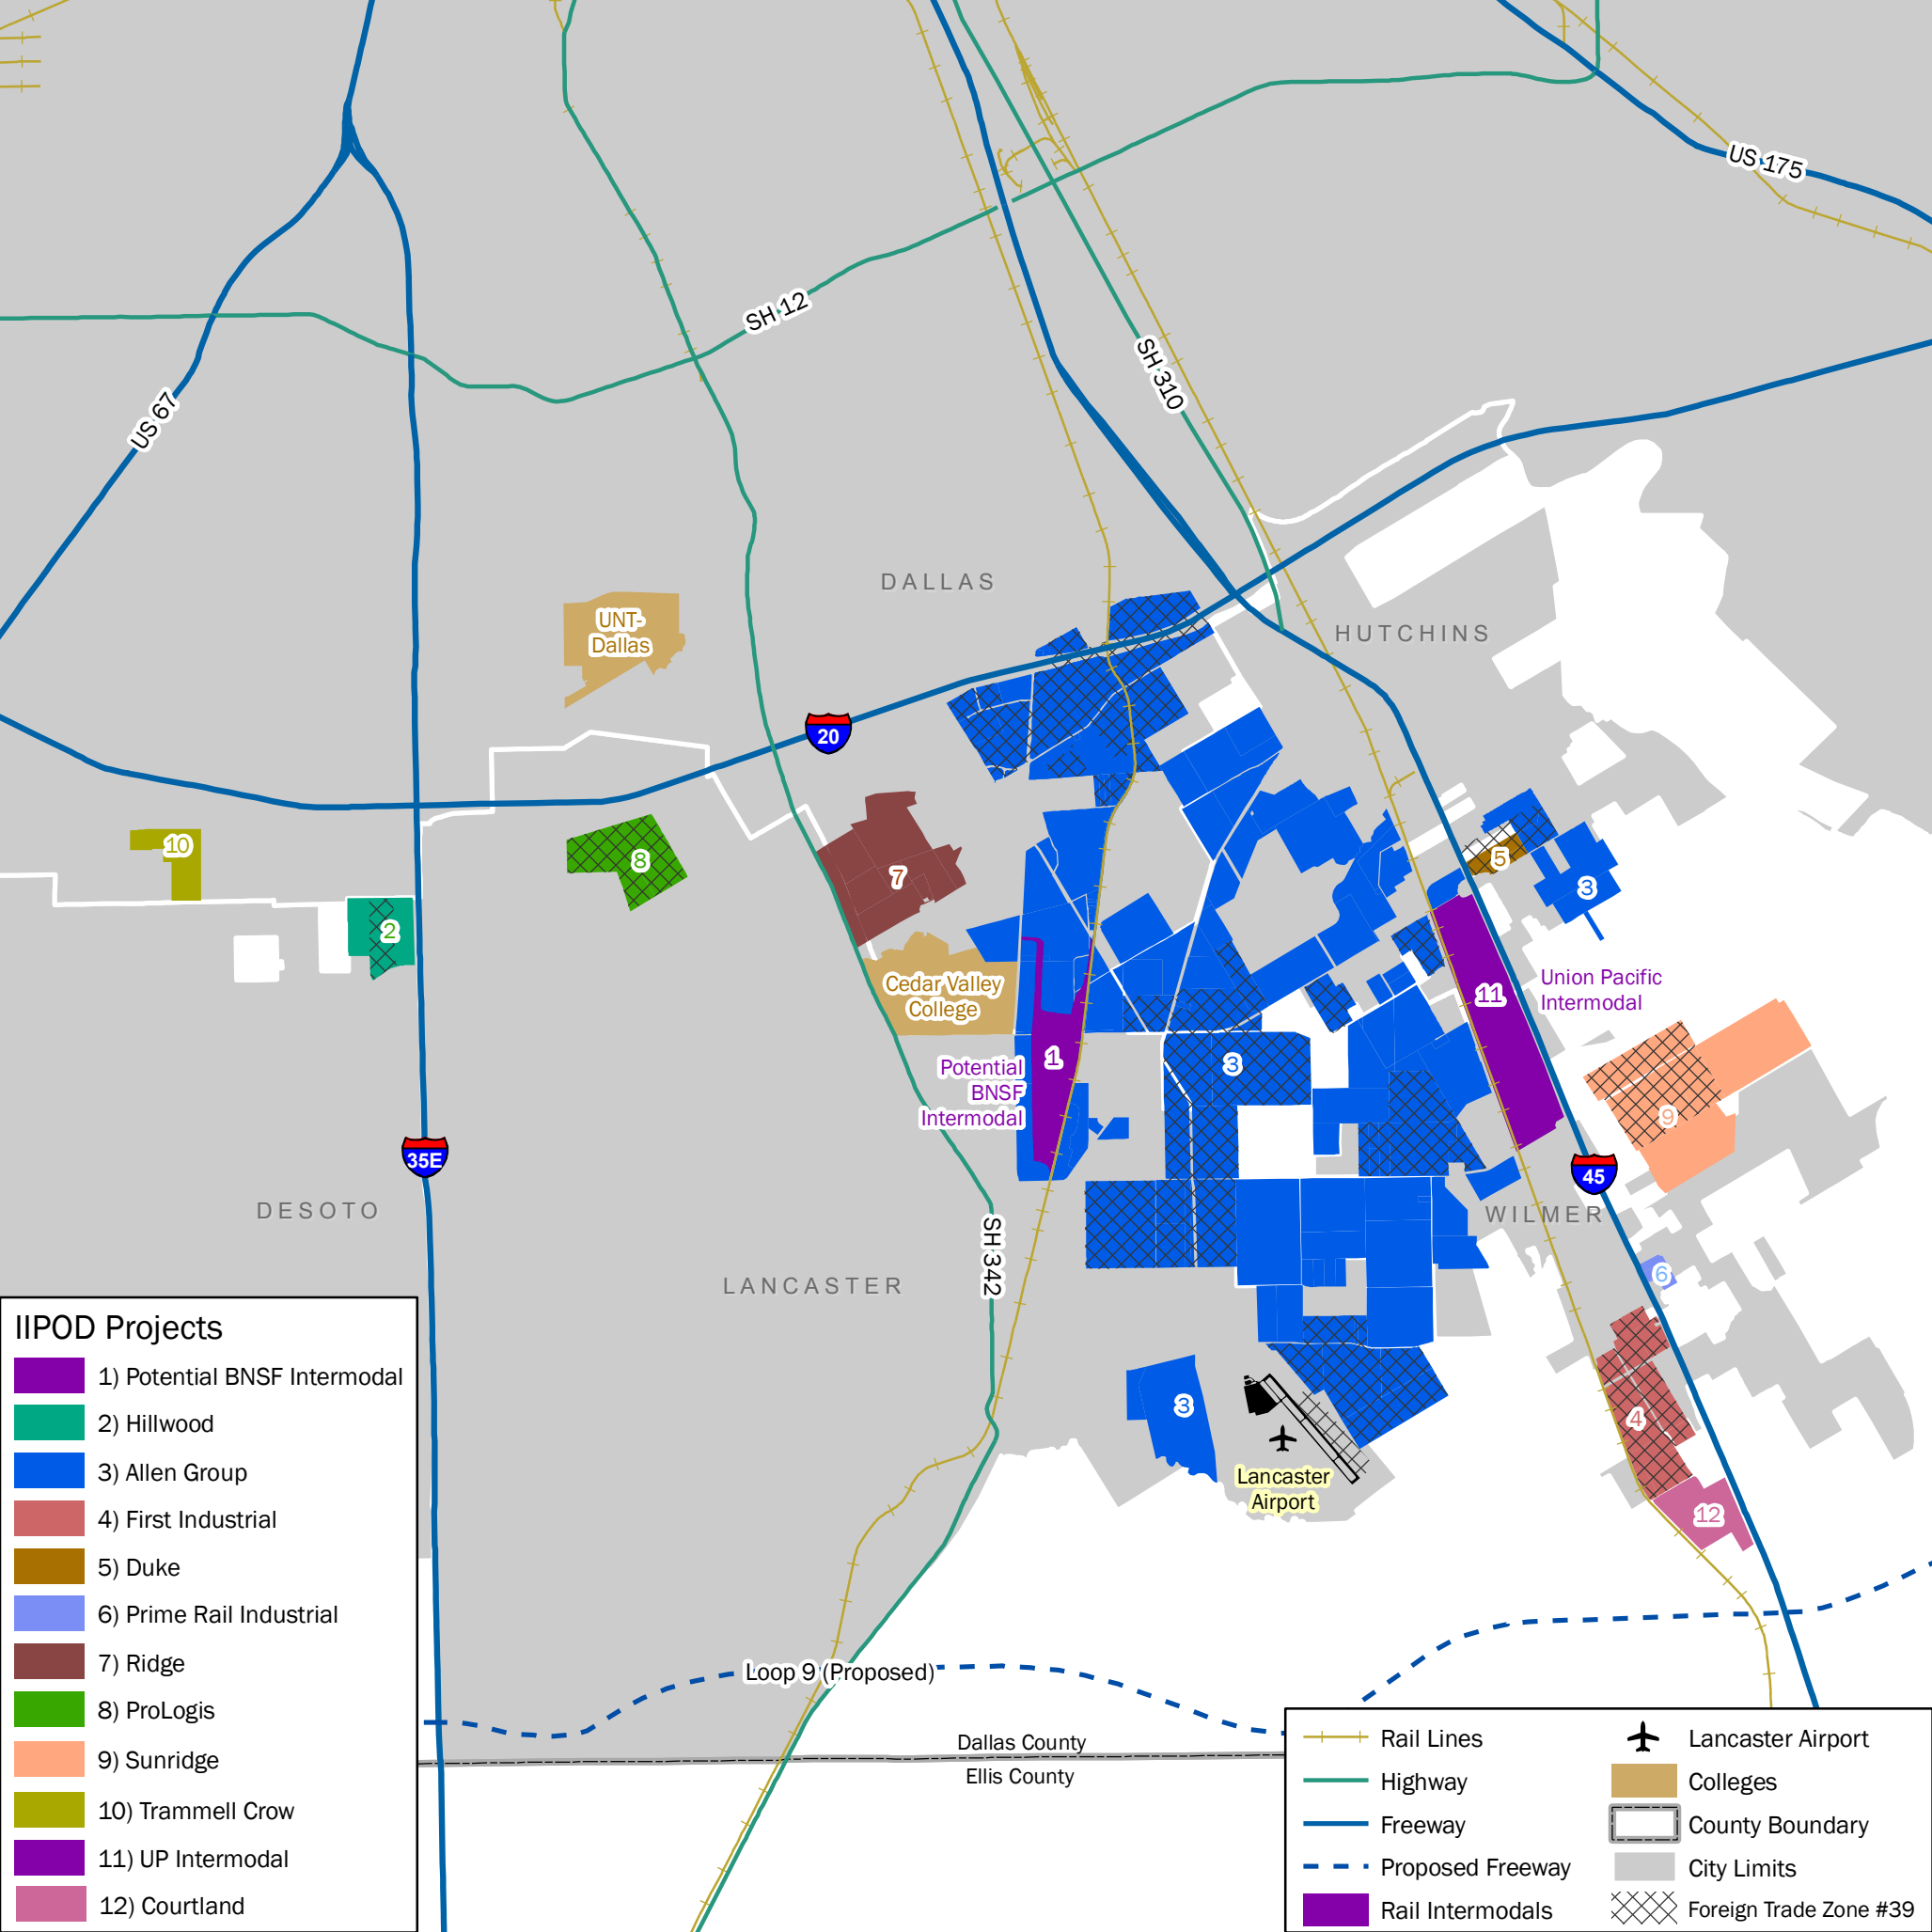 US 175
SH 12
SH 310
US 67
DALLAS
UNT-
Dallas
HUTCHINS
20
10
8
5
7
3
2
Cedar Valley
College
11
Union Pacific
Intermodal
Potential
BNSF
Intermodal
1
3
9
35E
45
DESOTO
WILMER
SH 342
6
LANCASTER
3
4
Lancaster
Airport
12
Loop 9 (Proposed)
Dallas County
Ellis County
IIPOD Projects
1) Potential BNSF Intermodal
2) Hillwood
3) Allen Group
4) First Industrial
5) Duke
6) Prime Rail Industrial
7) Ridge
8) ProLogis
9) Sunridge
10) Trammell Crow
11) UP Intermodal
12) Courtland
Rail Lines
Highway
Freeway
Proposed Freeway
Rail Intermodals
Lancaster Airport
Colleges
County Boundary
City Limits
Foreign Trade Zone #39